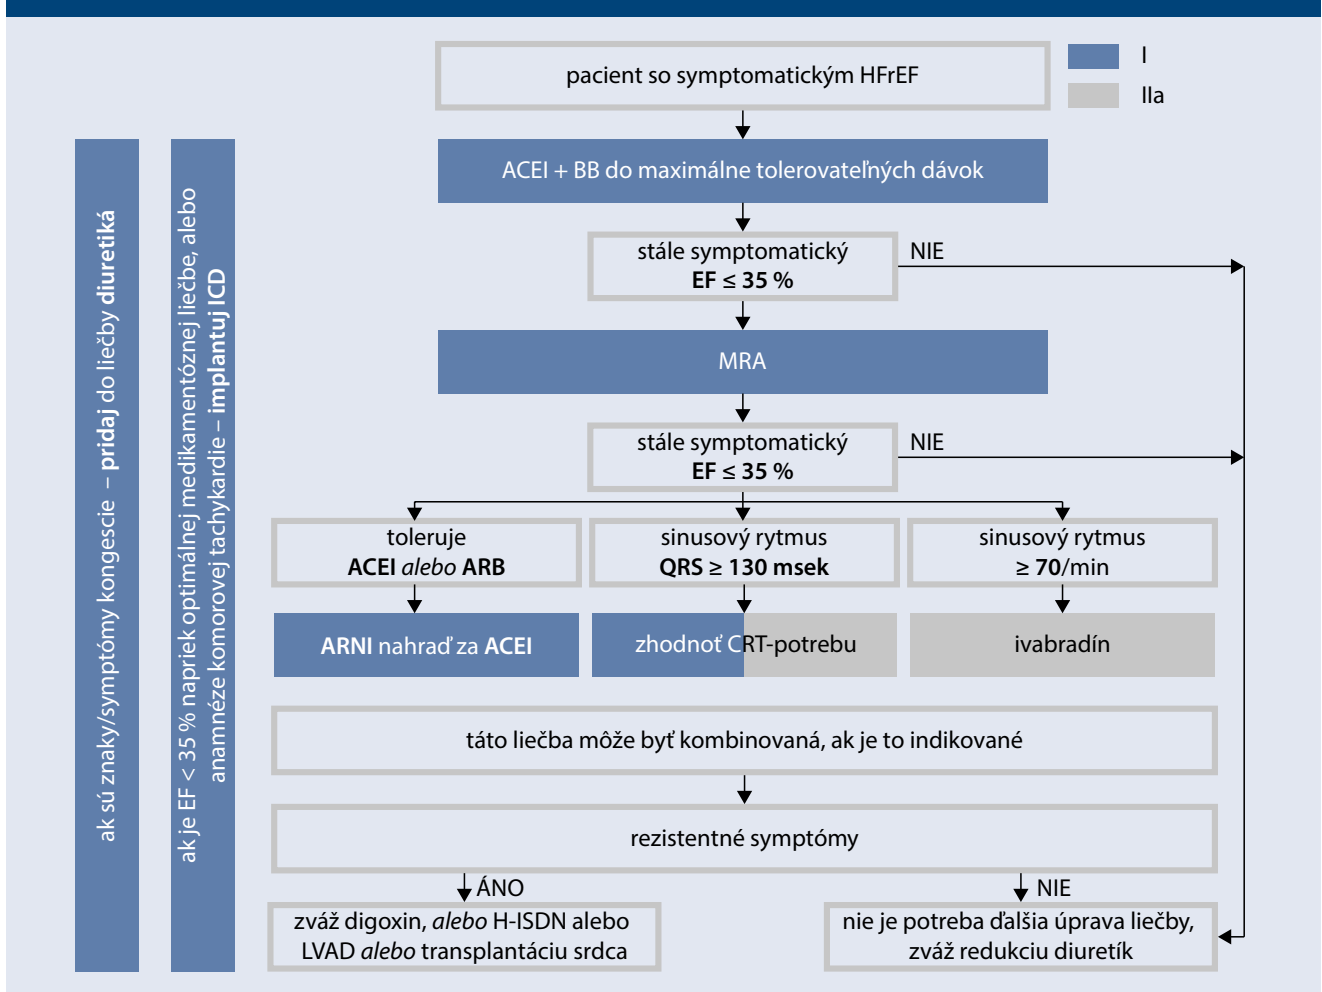 pacient so symptomatickým HFrEF
I
IIa
ACEI + BB do maximálne tolerovateľných dávok
stále symptomatický
EF ≤ 35 %
NIE
MRA
stále symptomatický
EF ≤ 35 %
NIE
toleruje
ACEI alebo ARB
sinusový rytmus
QRS ≥ 130 msek
sinusový rytmus
≥ 70/min
ARNI nahraď za ACEI
zhodnoť CRT-potrebu
ivabradín
táto liečba môže byť kombinovaná, ak je to indikované
rezistentné symptómy
ÁNO
NIE
zváž digoxin, alebo H-ISDN alebo
LVAD alebo transplantáciu srdca
nie je potreba ďalšia úprava liečby,
zváž redukciu diuretík
ak sú znaky/symptómy kongescie – pridaj do liečby diuretiká
ak je EF < 35 % napriek optimálnej medikamentóznej liečbe, alebo
anamnéze komorovej tachykardie – implantuj ICD